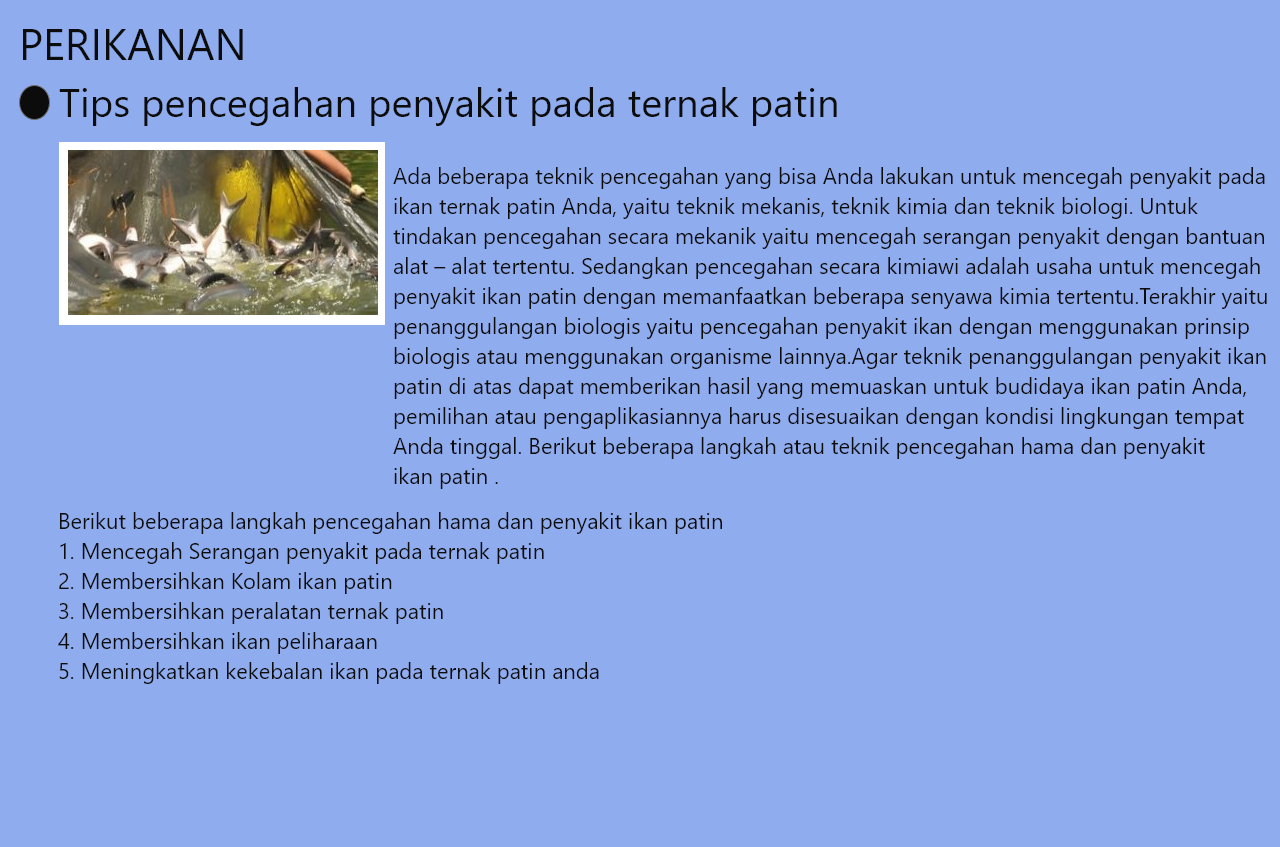 PERIKANAN
Tips pencegahan penyakit pada ternak patin
Ada beberapa teknik pencegahan yang bisa Anda lakukan untuk mencegah penyakit pada
ikan ternak patin Anda, yaitu teknik mekanis, teknik kimia dan teknik biologi. Untuk
tindakan pencegahan secara mekanik yaitu mencegah serangan penyakit dengan bantuan
alat – alat tertentu. Sedangkan pencegahan secara kimiawi adalah usaha untuk mencegah
penyakit ikan patin dengan memanfaatkan beberapa senyawa kimia tertentu.Terakhir yaitu
penanggulangan biologis yaitu pencegahan penyakit ikan dengan menggunakan prinsip
biologis atau menggunakan organisme lainnya.Agar teknik penanggulangan penyakit ikan
patin di atas dapat memberikan hasil yang memuaskan untuk budidaya ikan patin Anda,
pemilihan atau pengaplikasiannya harus disesuaikan dengan kondisi lingkungan tempat
Anda tinggal. Berikut beberapa langkah atau teknik pencegahan hama dan penyakit
ikan patin .
Berikut beberapa langkah pencegahan hama dan penyakit ikan patin
1. Mencegah Serangan penyakit pada ternak patin
2. Membersihkan Kolam ikan patin
3. Membersihkan peralatan ternak patin
4. Membersihkan ikan peliharaan
5. Meningkatkan kekebalan ikan pada ternak patin anda